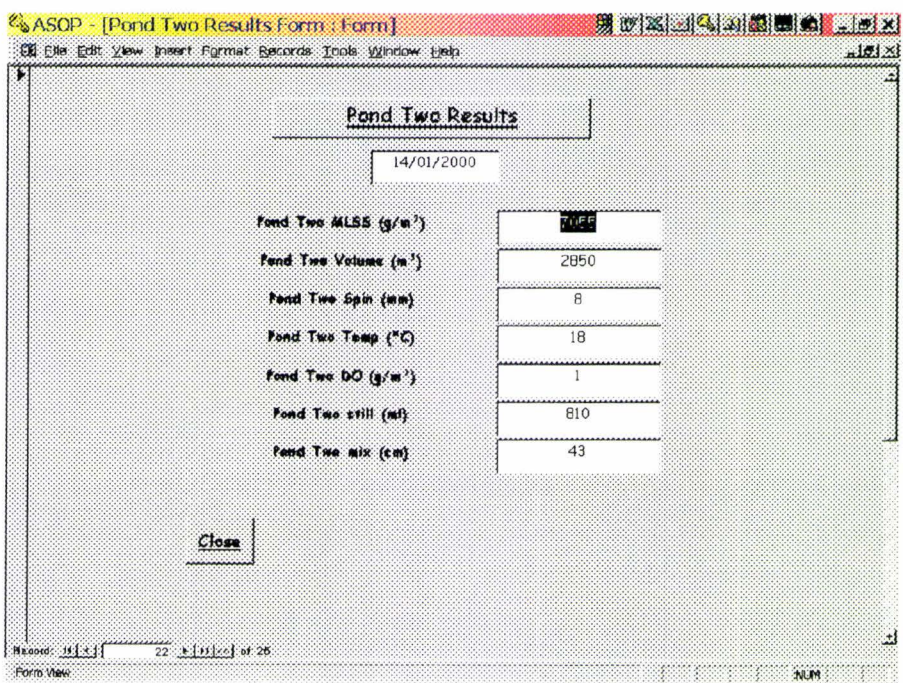 ASOP - [Pond Two Results Form : Form]
File Edit View Insert Format Records Tools Window Help
Pond Two Results
14/01/2000
Pond Two MLSS (g/m³)
Pond Two Volume (m³) 2850
Pond Two Spin (mm) 8
Pond Two Temp (°C) 18
Pond Two DO (g/m³) 1
Pond Two still (ml) 810
Pond Two mix (cm) 43
Close
Record: 22 of 26
Form View NUM